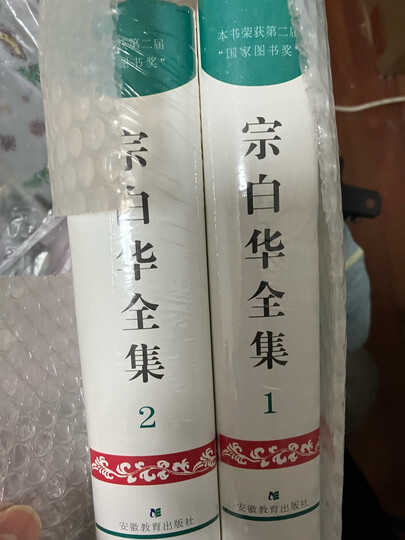 第二届
图书奖”
宗白华全集
2
安徽教育出版社
本书荣获第二届
“国家图书奖”
宗白华全集
1
安徽教育出版社